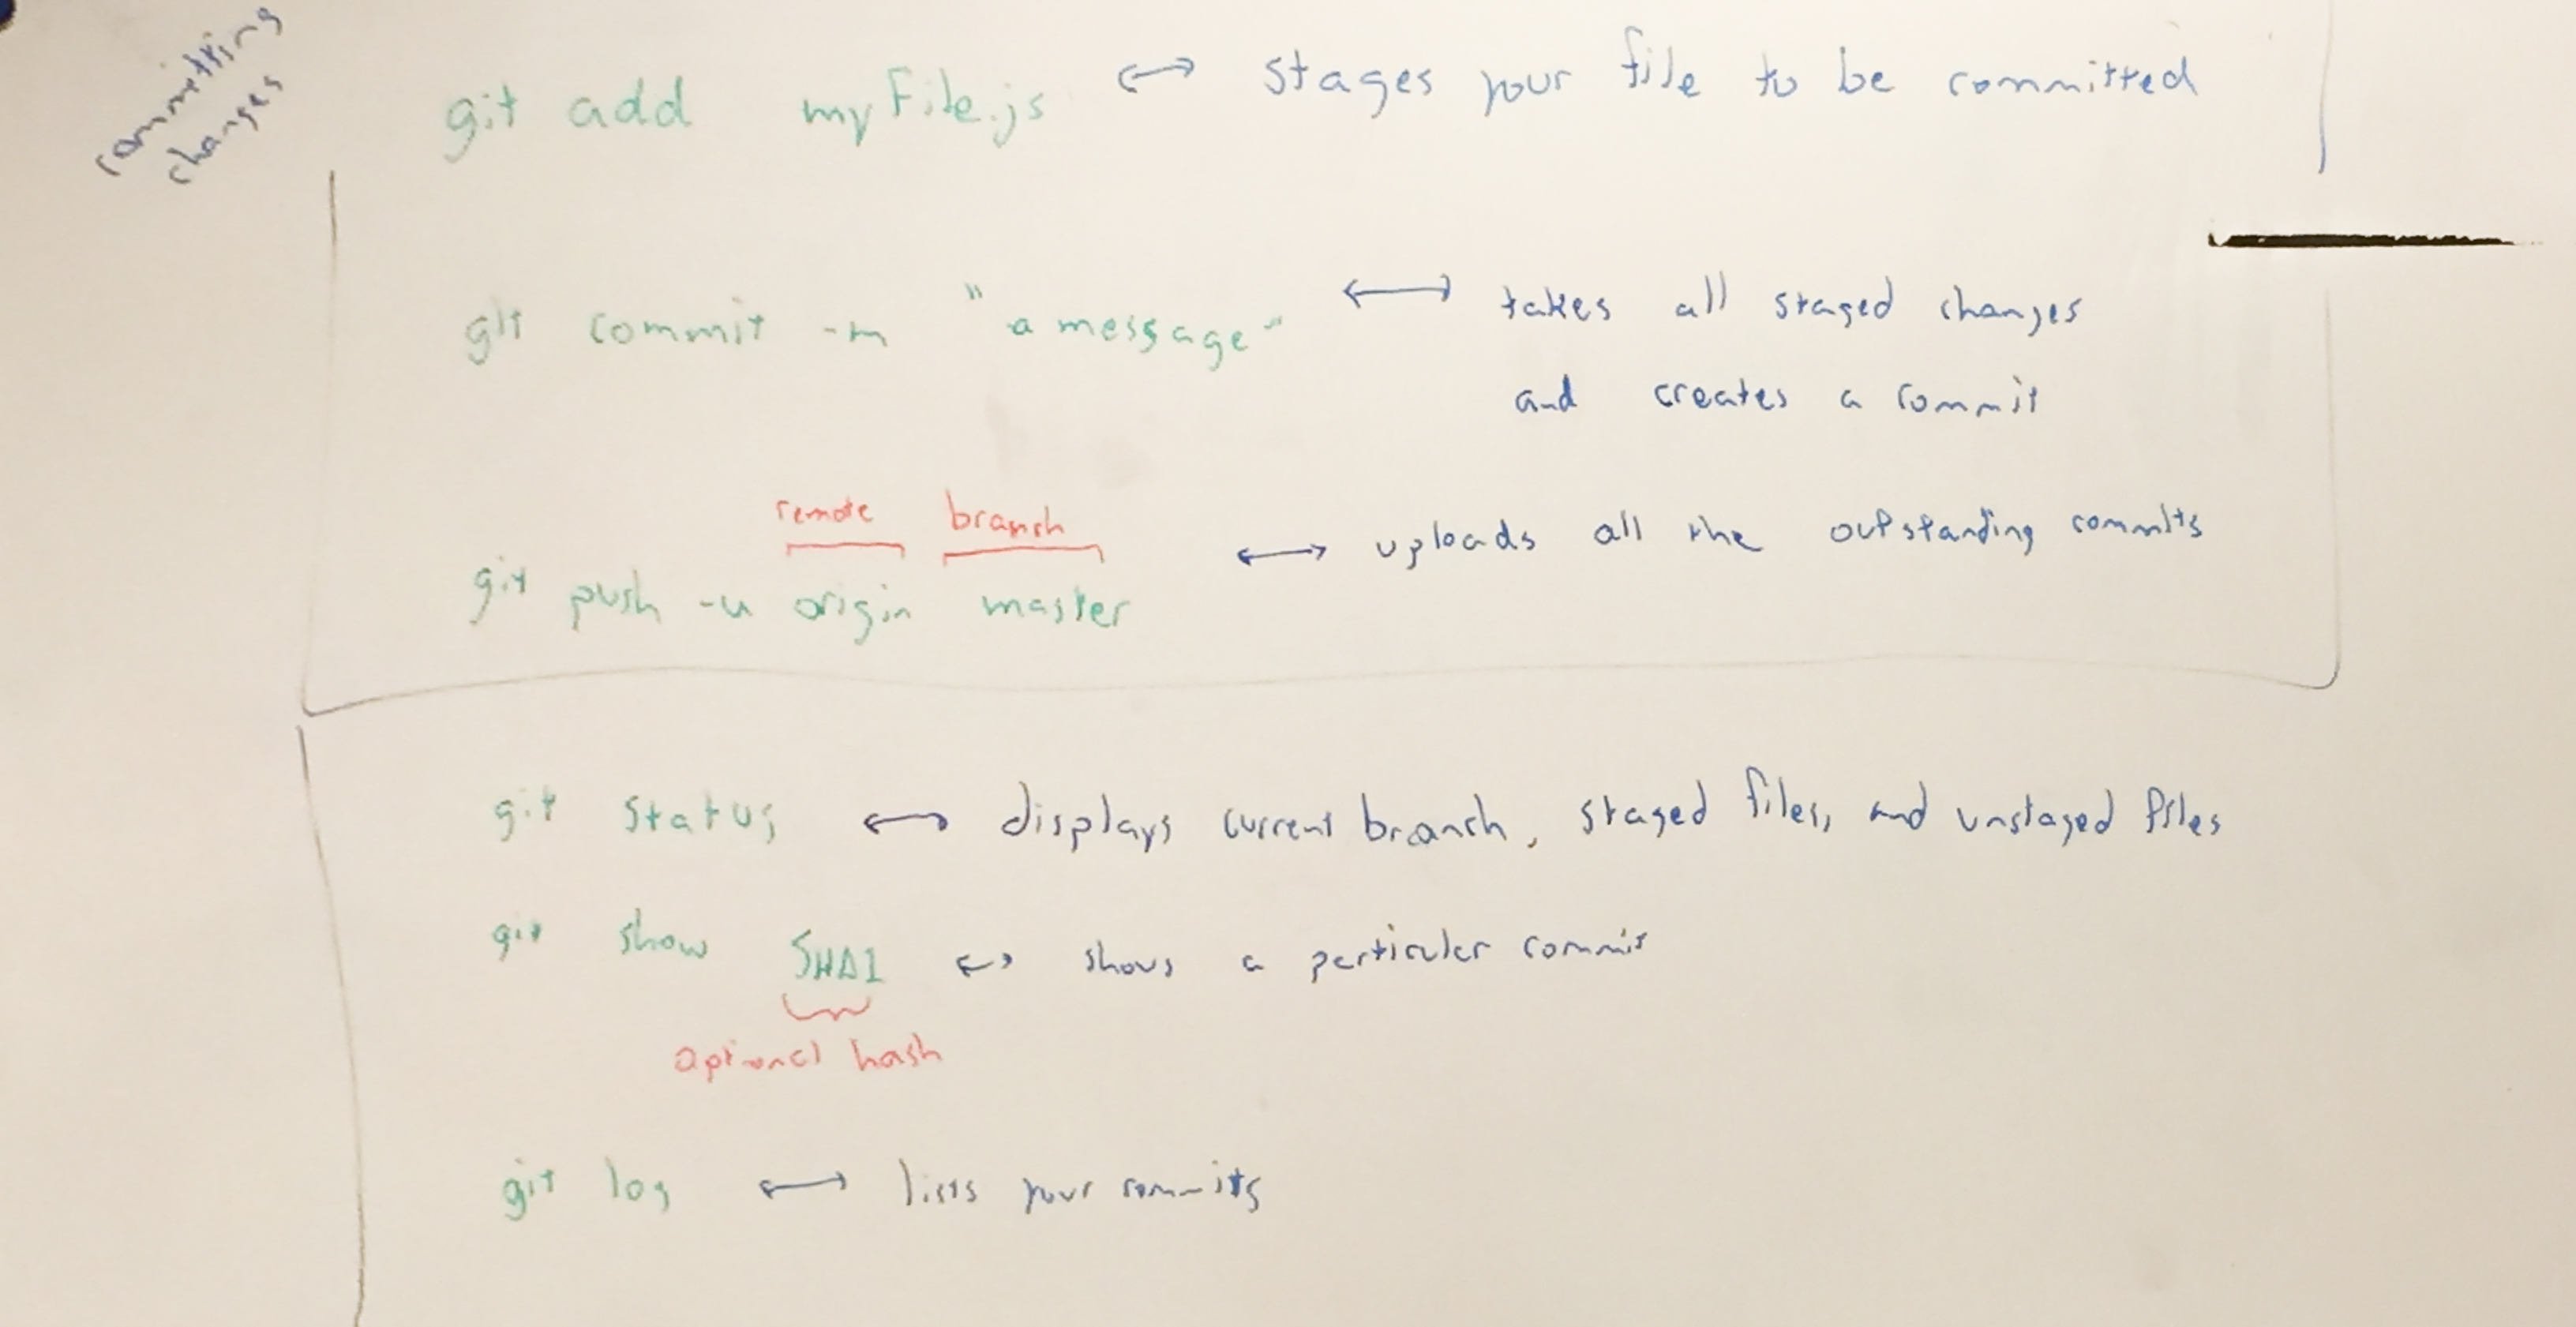 committing
changes
git add myFile.js ↔ stages your file to be committed
git commit -m "a message" ↔ takes all staged changes
and creates a commit
remote branch
git push -u origin master ↔ uploads all the outstanding commits
git status ↔ displays current branch, staged files, and unstaged files
git show SHA1 ↔ shows a particular commit
optional hash
git log ↔ lists your commits